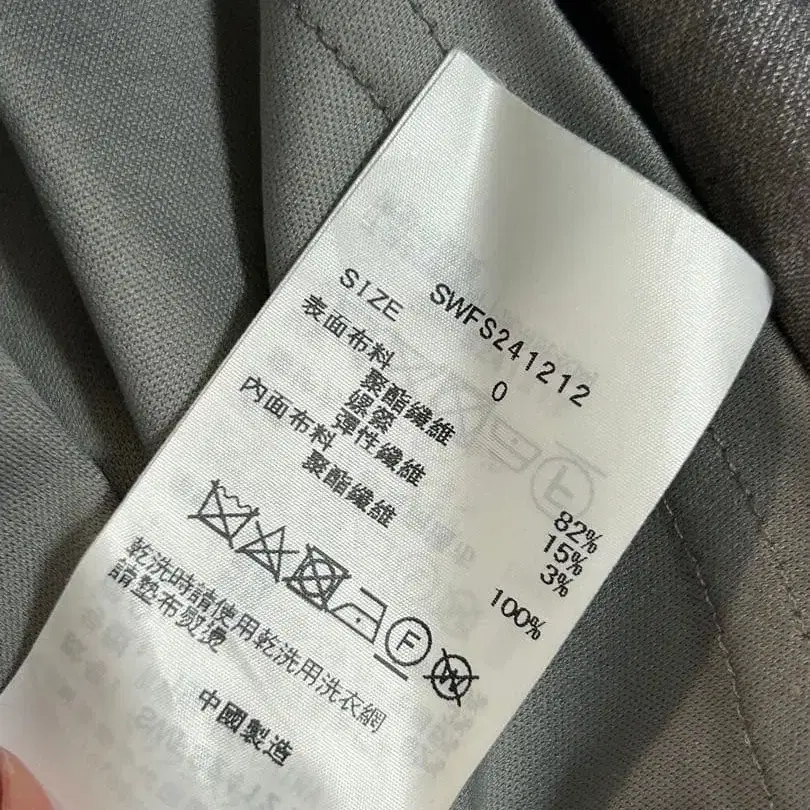 SWFS241212
SIZE 0
表面布料
聚酯纖維 82%
嫘縈 15%
彈性纖維 3%
內面布料
聚酯纖維 100%
F W
乾洗時請使用乾洗用洗衣網
請墊布熨燙
中國製造